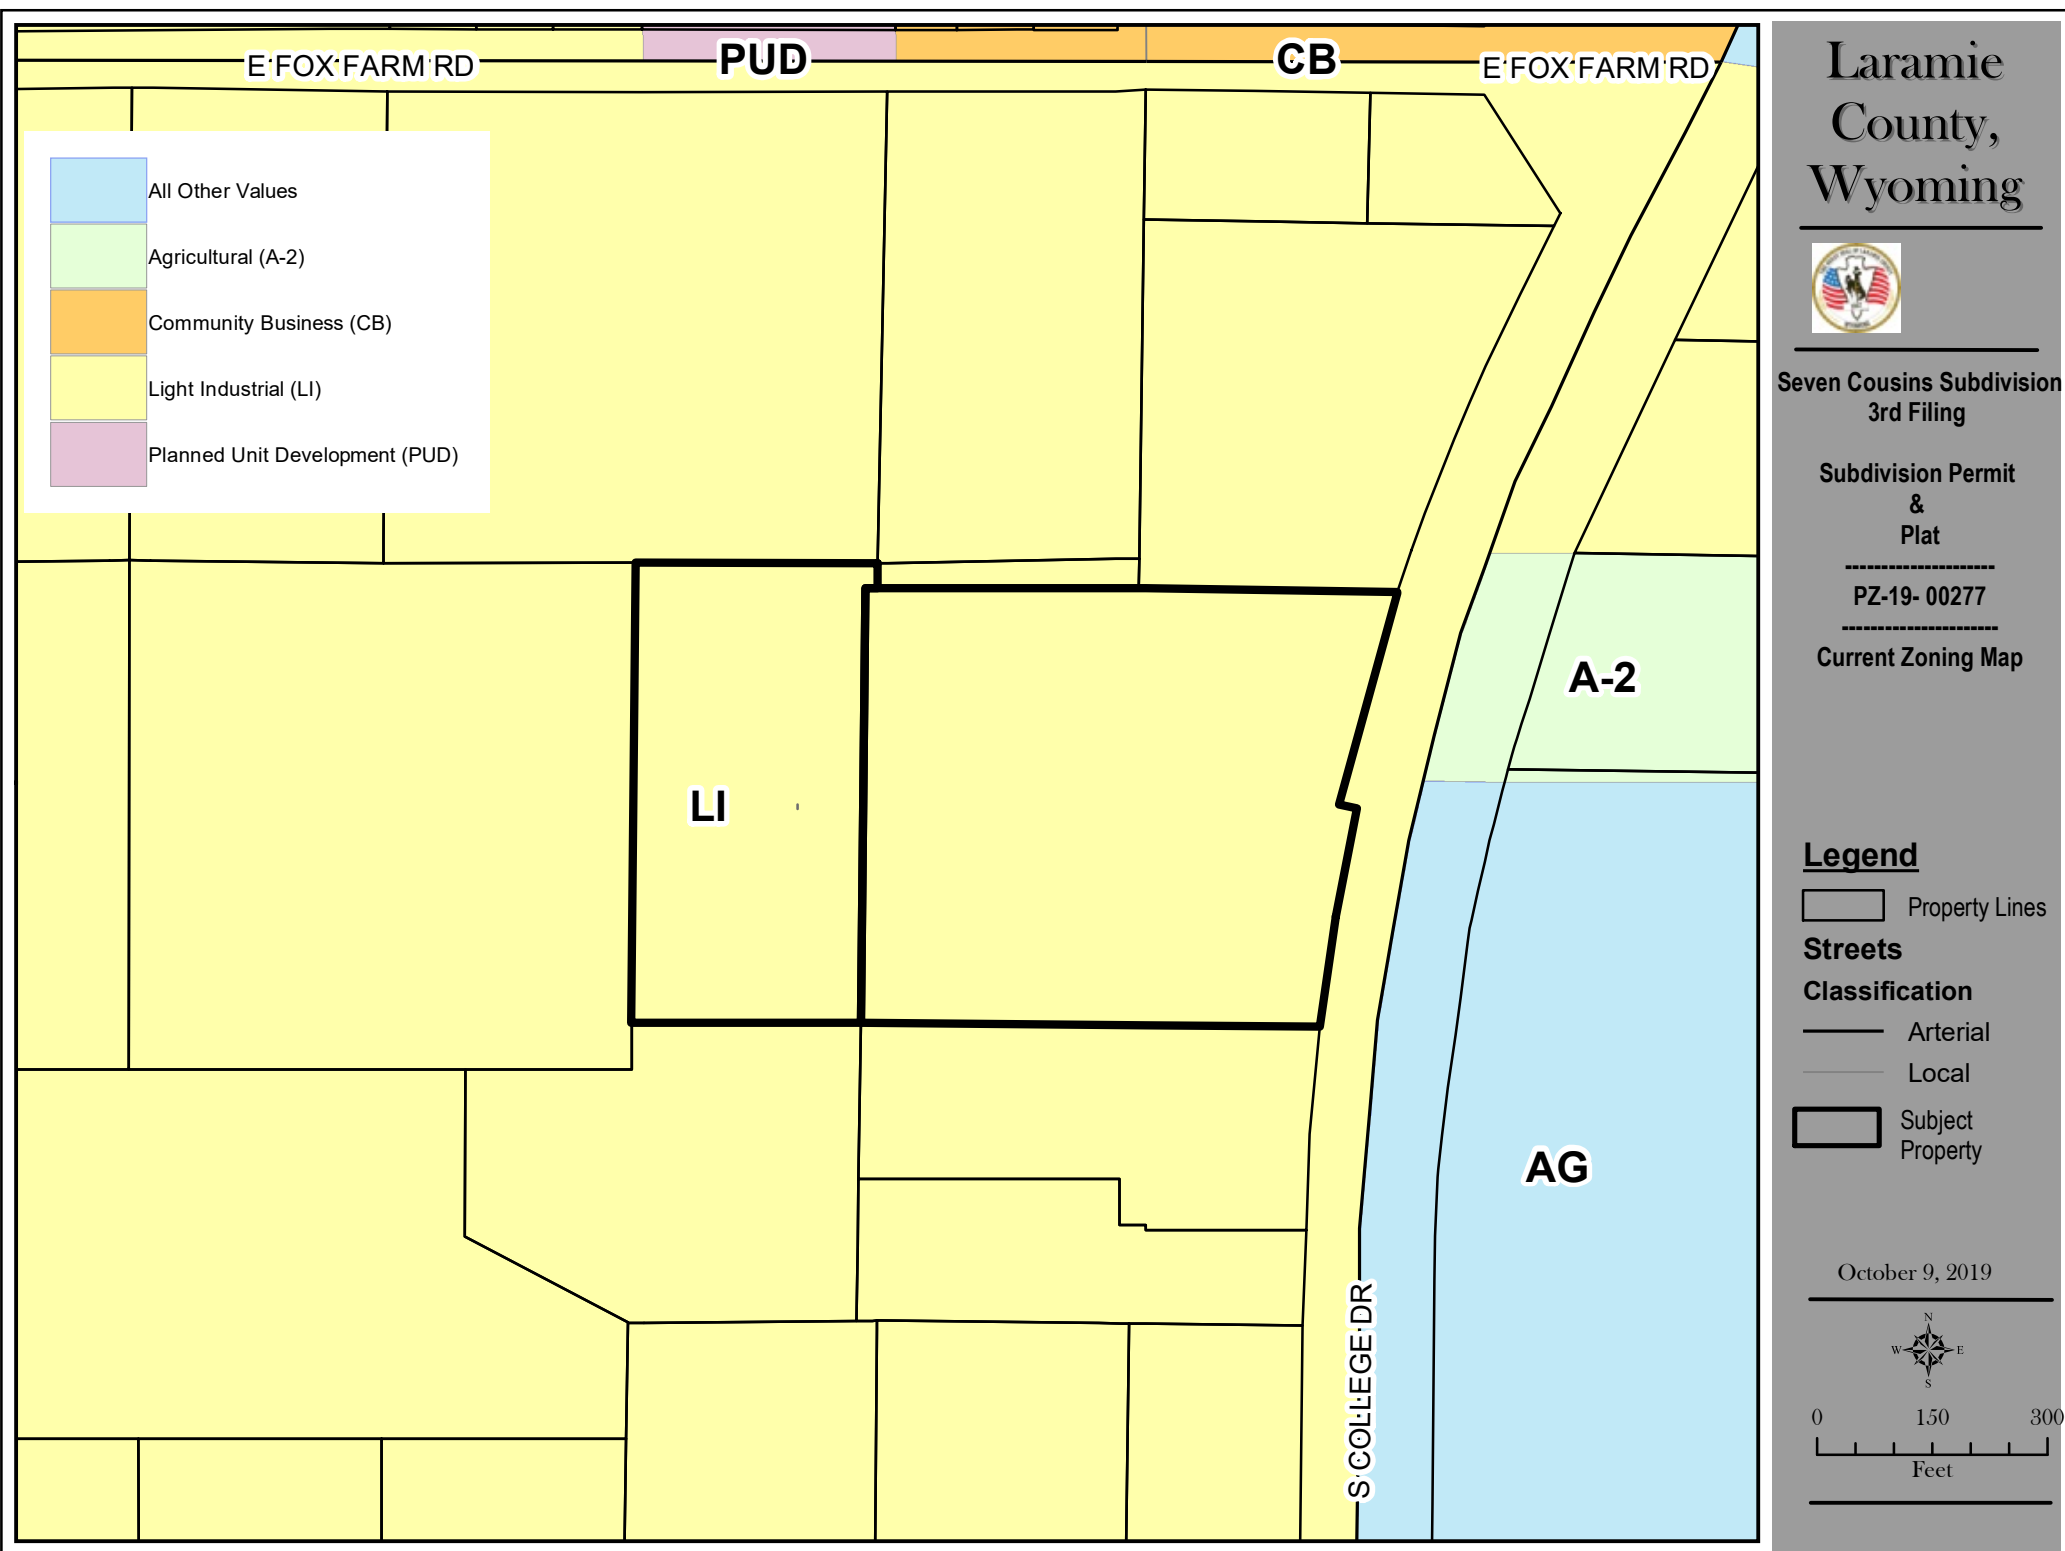 E FOX FARM RD
PUD
CB
E FOX FARM RD
All Other Values
Agricultural (A-2)
Community Business (CB)
Light Industrial (LI)
Planned Unit Development (PUD)
A-2
LI
AG
S COLLEGE DR
Laramie
County,
Wyoming
Seven Cousins Subdivision
3rd Filing
Subdivision Permit
&
Plat
---------------------
PZ-19- 00277
----------------------
Current Zoning Map
Legend
Property Lines
Streets
Classification
Arterial
Local
Subject
Property
October 9, 2019
N
W E
S
0 150 300
Feet